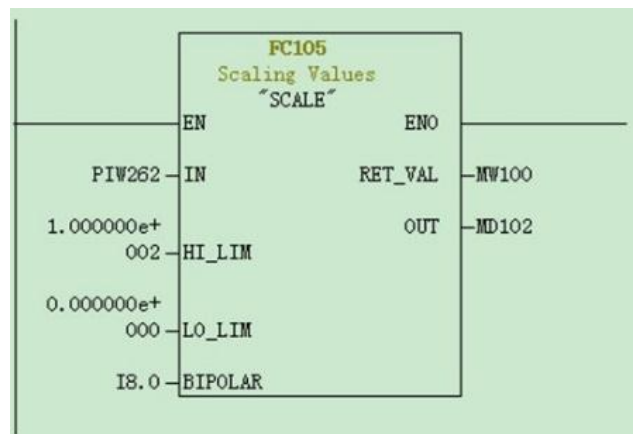 FC105
Scaling Values
"SCALE"
EN ENO
PIW262 IN RET_VAL MW100
1.000000e+ OUT MD102
002 HI_LIM
0.000000e+
000 LO_LIM
I8.0 BIPOLAR